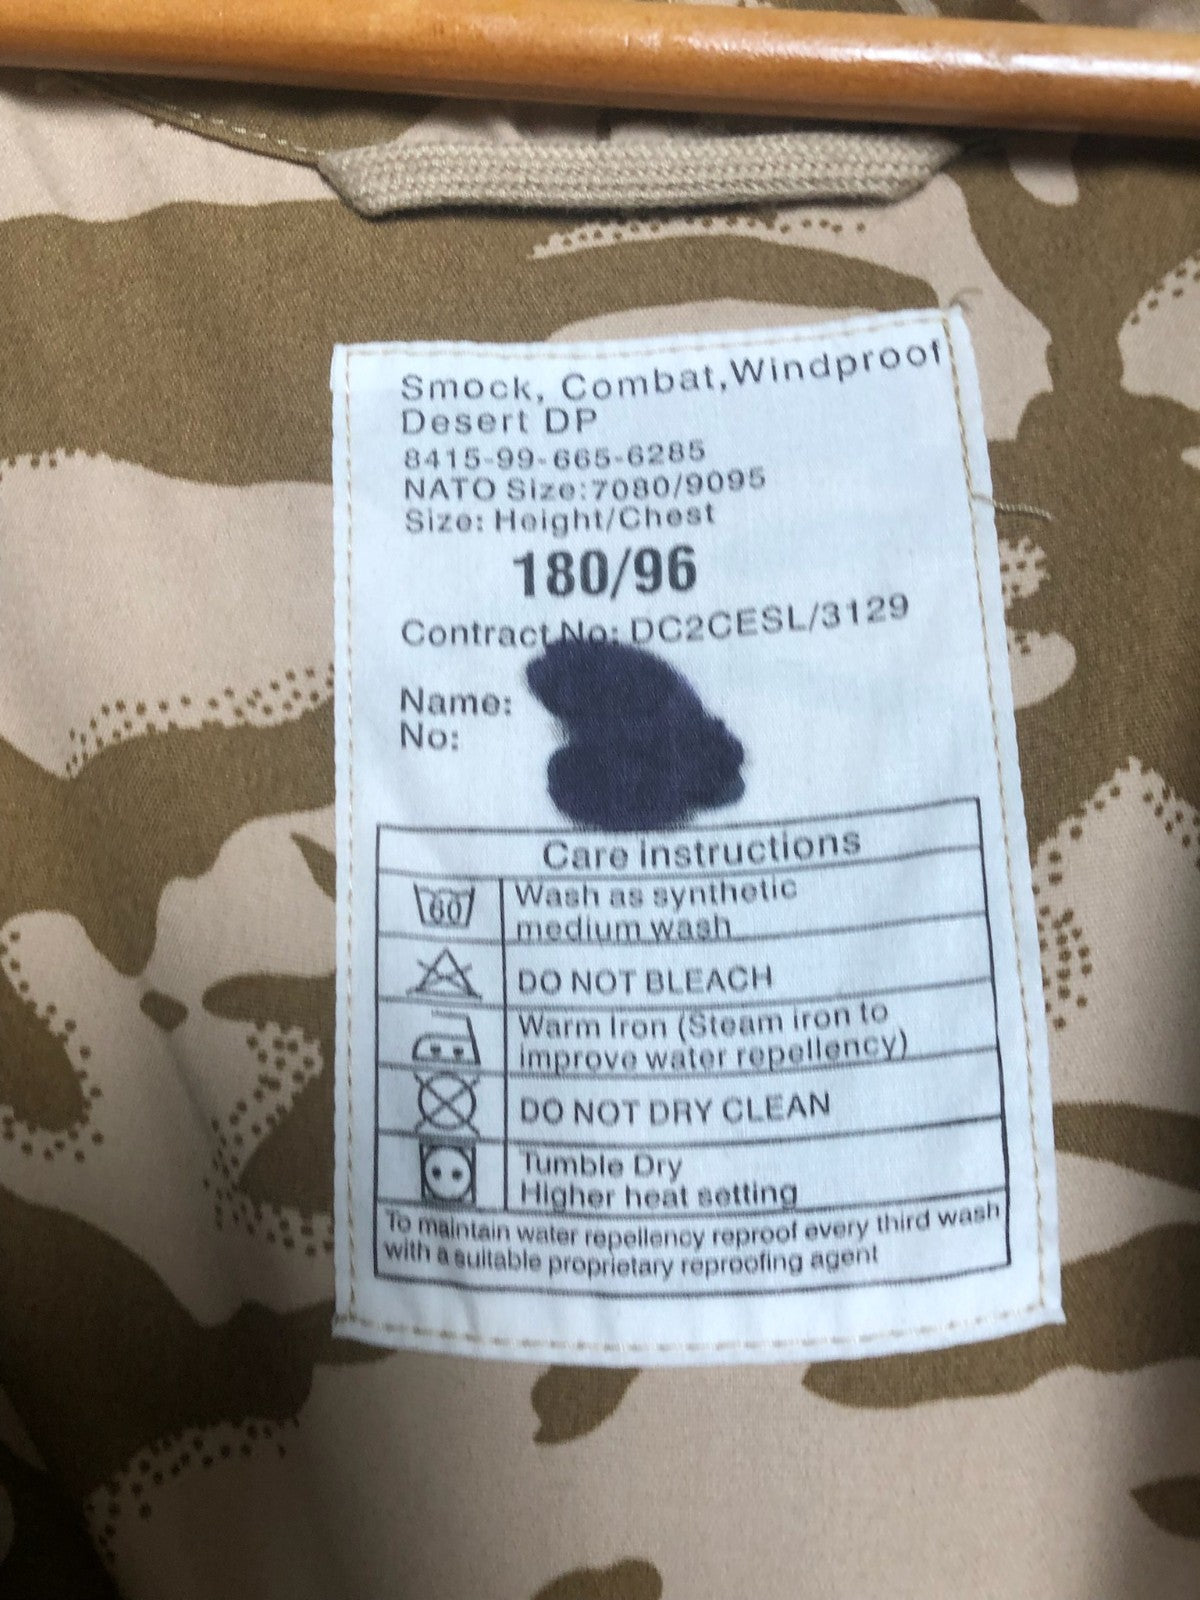 Smock, Combat,Windproof
Desert DP
8415-99-665-6285
NATO Size:7080/9095
Size: Height/Chest
180/96
Contract No: DC2CESL/3129
Name:
No:
Care instructions
60
Wash as synthetic
medium wash
DO NOT BLEACH
Warm Iron (Steam iron to
improve water repellency)
DO NOT DRY CLEAN
Tumble Dry
Higher heat setting
To maintain water repellency reproof every third wash
with a suitable proprietary reproofing agent